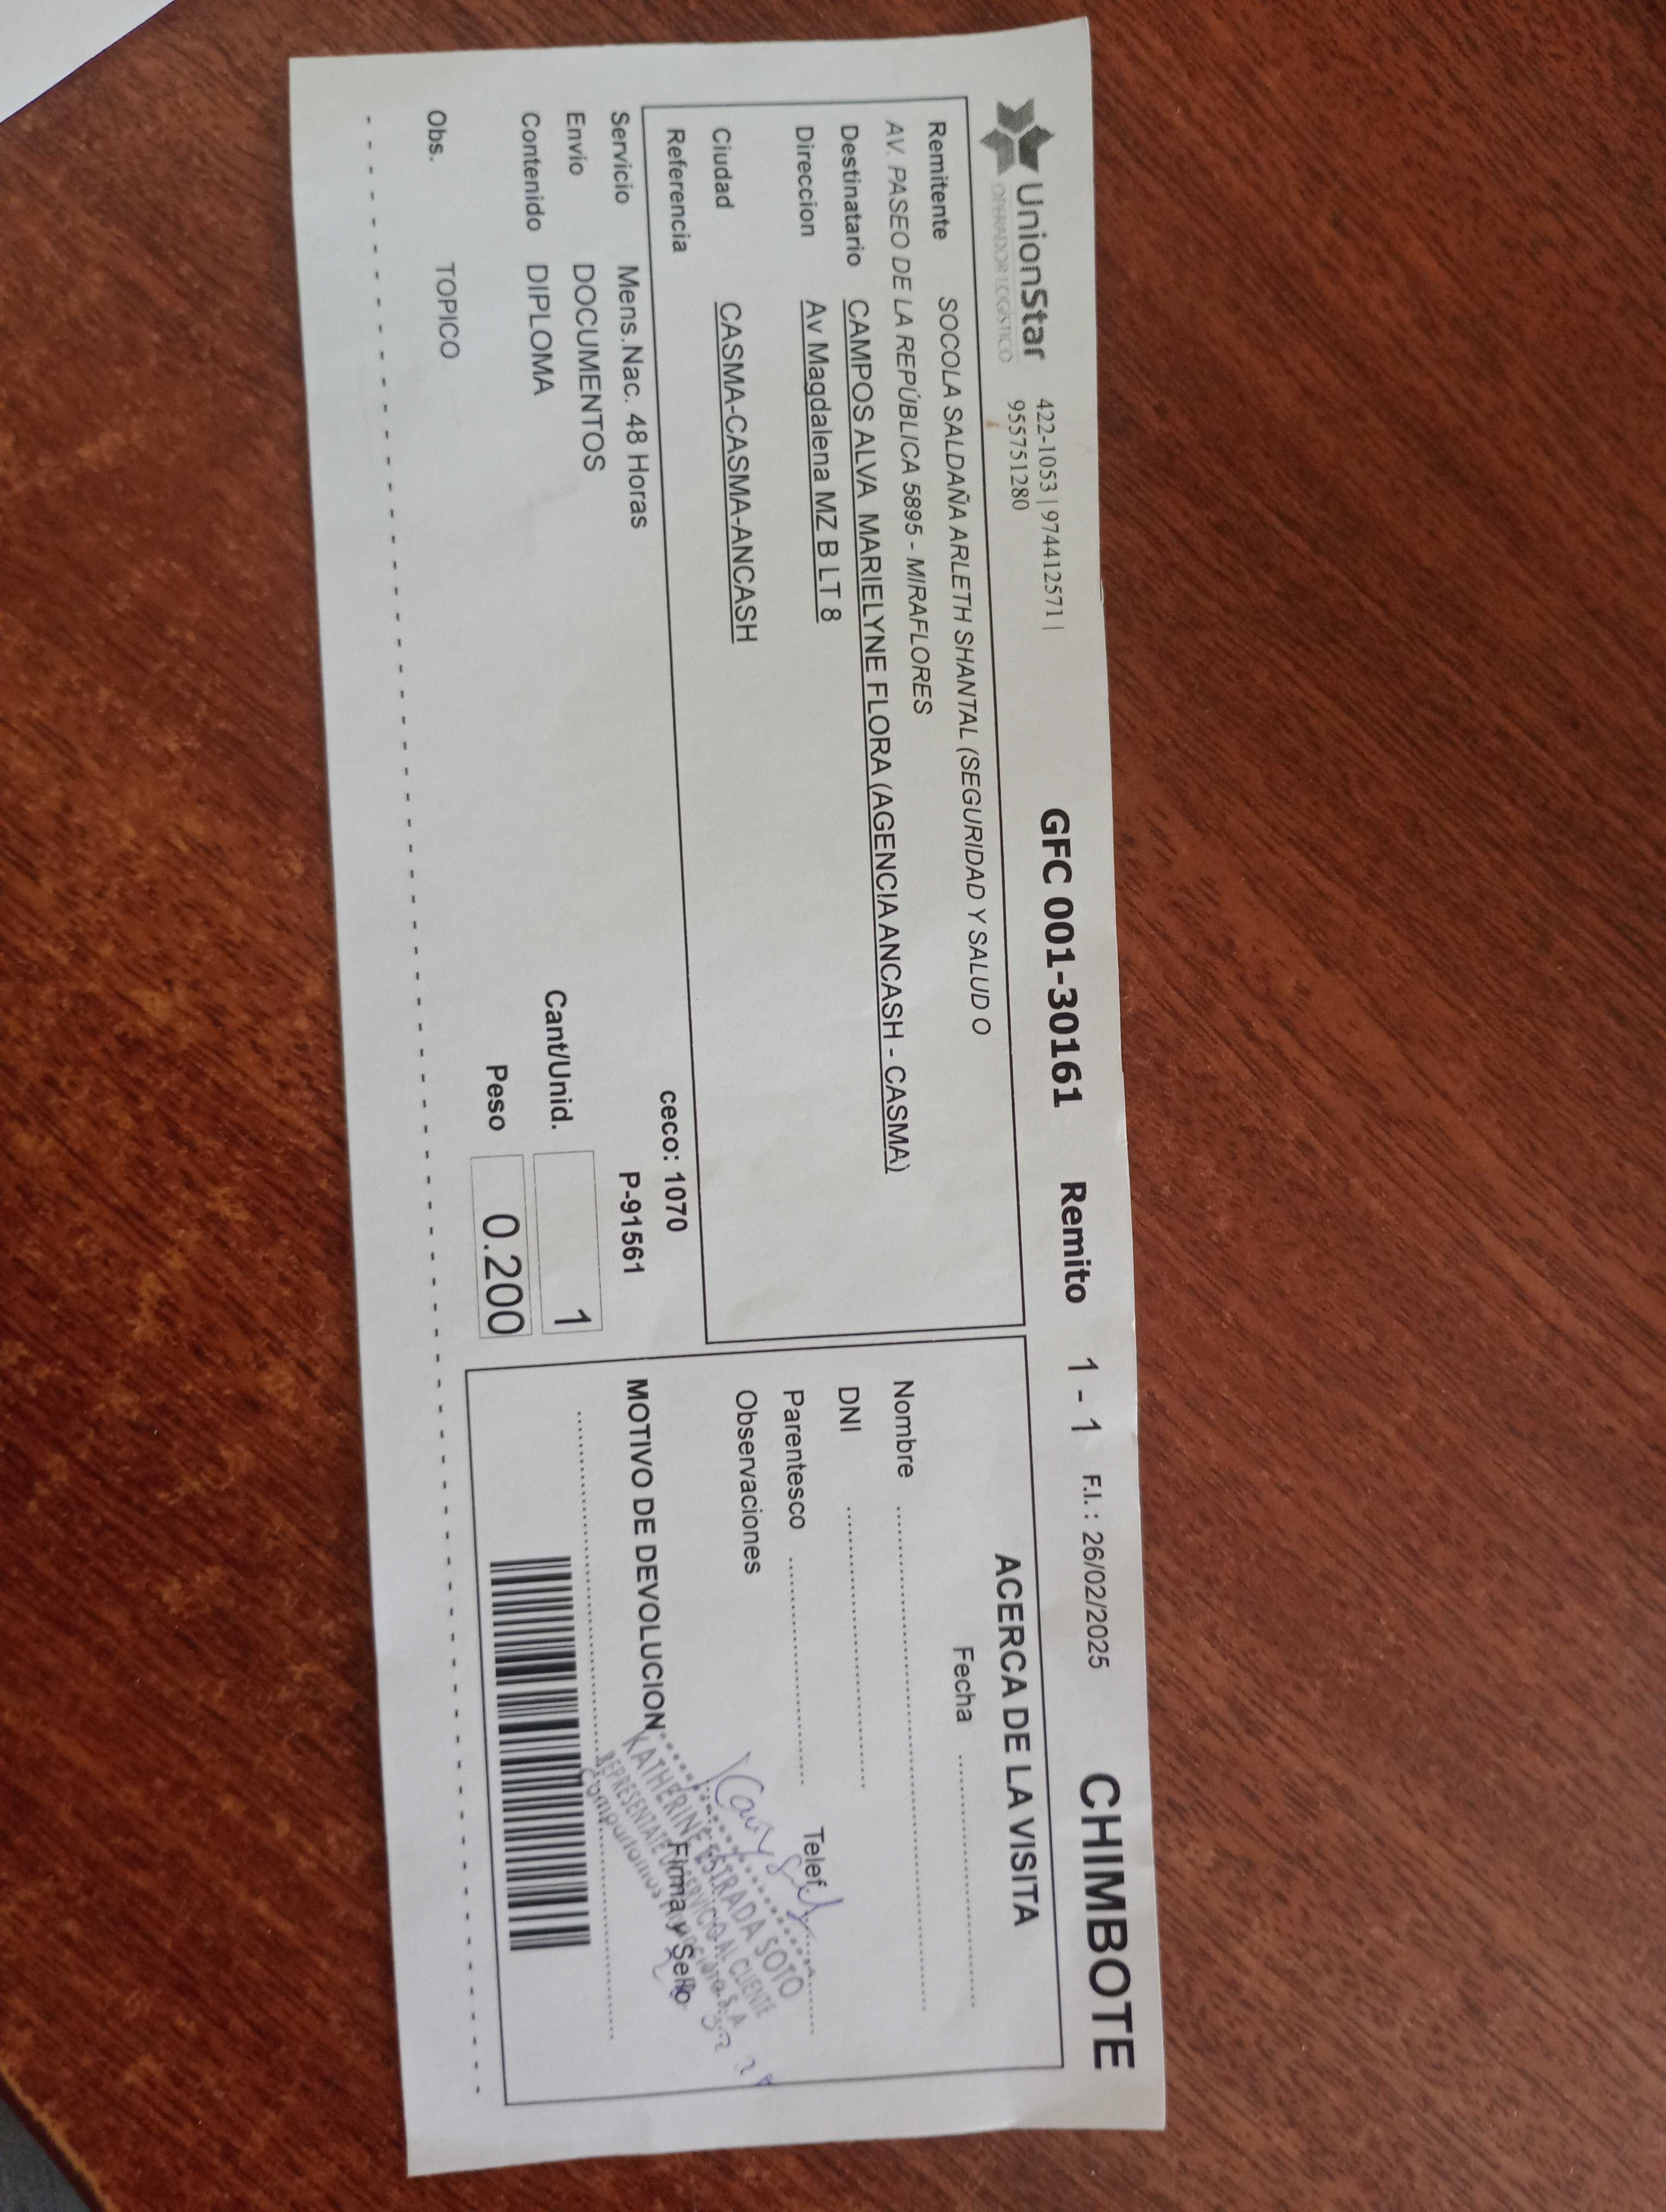 UnionStar
OPERADOR LOGÍSTICO
422-1053 | 974412571 |
955751280
GFC 001-30161 Remito 1 - 1 F.I. : 26/02/2025 CHIMBOTE
Remitente SOCOLA SALDAÑA ARLETH SHANTAL (SEGURIDAD Y SALUD O
AV. PASEO DE LA REPÚBLICA 5895 - MIRAFLORES
Destinatario CAMPOS ALVA MARIELYNE FLORA (AGENCIA ANCASH - CASMA)
Direccion Av Magdalena MZ B LT 8
Ciudad CASMA-CASMA-ANCASH
Referencia
ceco: 1070
Servicio Mens.Nac. 48 Horas P-91561
Envío DOCUMENTOS Cant/Unid. 1
Contenido DIPLOMA Peso 0.200
Obs. TOPICO
ACERCA DE LA VISITA
Fecha
Nombre
DNI
Parentesco Telef.
Observaciones
MOTIVO DE DEVOLUCION
KATHERINE ESTRADA SOTO
REPRESENTATE DE SERVICIO AL CLIENTE
Compartamos Financiera S.A
Firma y Sello